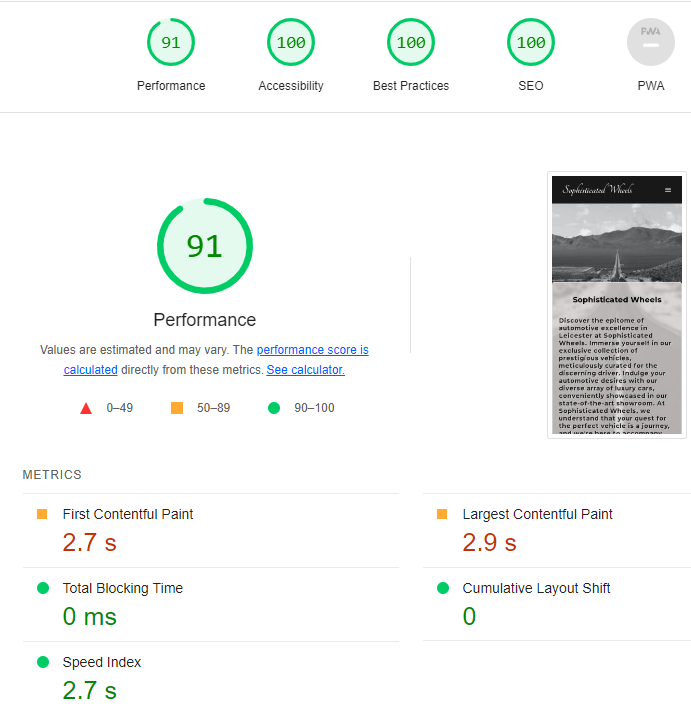 91
100
100
100
PWA
Performance
Accessibility
Best Practices
SEO
PWA
91
Performance
Values are estimated and may vary. The performance score is
calculated directly from these metrics. See calculator.
0–49
50–89
90–100
Sophisticated Wheels
Sophisticated Wheels
Discover the epitome of
automotive excellence in
Leicester at Sophisticated
Wheels. Immerse yourself in our
exclusive collection of
prestigious vehicles,
meticulously curated for the
discerning driver. Indulge your
automotive desires with our
diverse array of luxury cars,
conveniently showcased in our
state-of-the-art showroom. At
Sophisticated Wheels, we
understand that your quest for
the perfect vehicle is a journey,
and we're here to accompany
METRICS
First Contentful Paint
2.7 s
Largest Contentful Paint
2.9 s
Total Blocking Time
0 ms
Cumulative Layout Shift
0
Speed Index
2.7 s